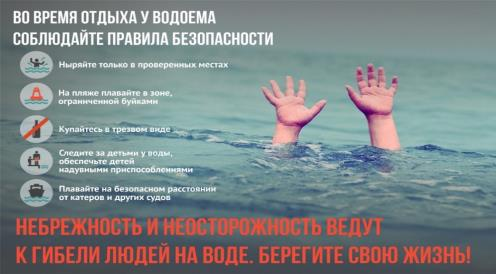 ВО ВРЕМЯ ОТДЫХА У ВОДОЕМА
СОБЛЮДАЙТЕ ПРАВИЛА БЕЗОПАСНОСТИ
Ныряйте только в проверенных местах
На пляже плавайте в зоне,
ограниченной буйками
Купайтесь в трезвом виде
Следите за детьми у воды,
обеспечьте детей
надувными приспособлениями
Плавайте на безопасном расстоянии
от катеров и других судов
НЕБРЕЖНОСТЬ И НЕОСТОРОЖНОСТЬ ВЕДУТ
К ГИБЕЛИ ЛЮДЕЙ НА ВОДЕ. БЕРЕГИТЕ СВОЮ ЖИЗНЬ!